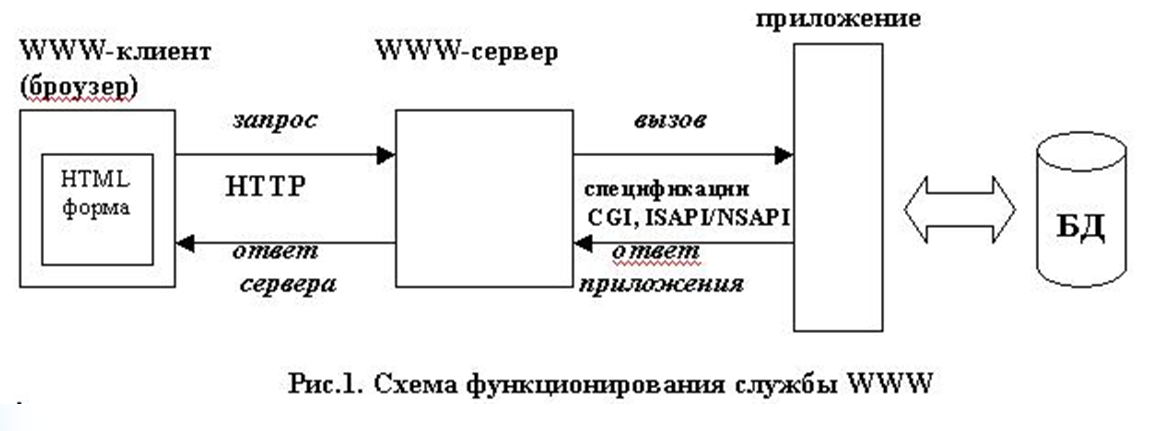 приложение
WWW-клиент
(броузер)
WWW-сервер
запрос
вызов
HTML
форма
HTTP
спецификации
CGI, ISAPI/NSAPI
ответ
сервера
ответ
приложения
БД
Рис.1. Схема функционирования службы WWW